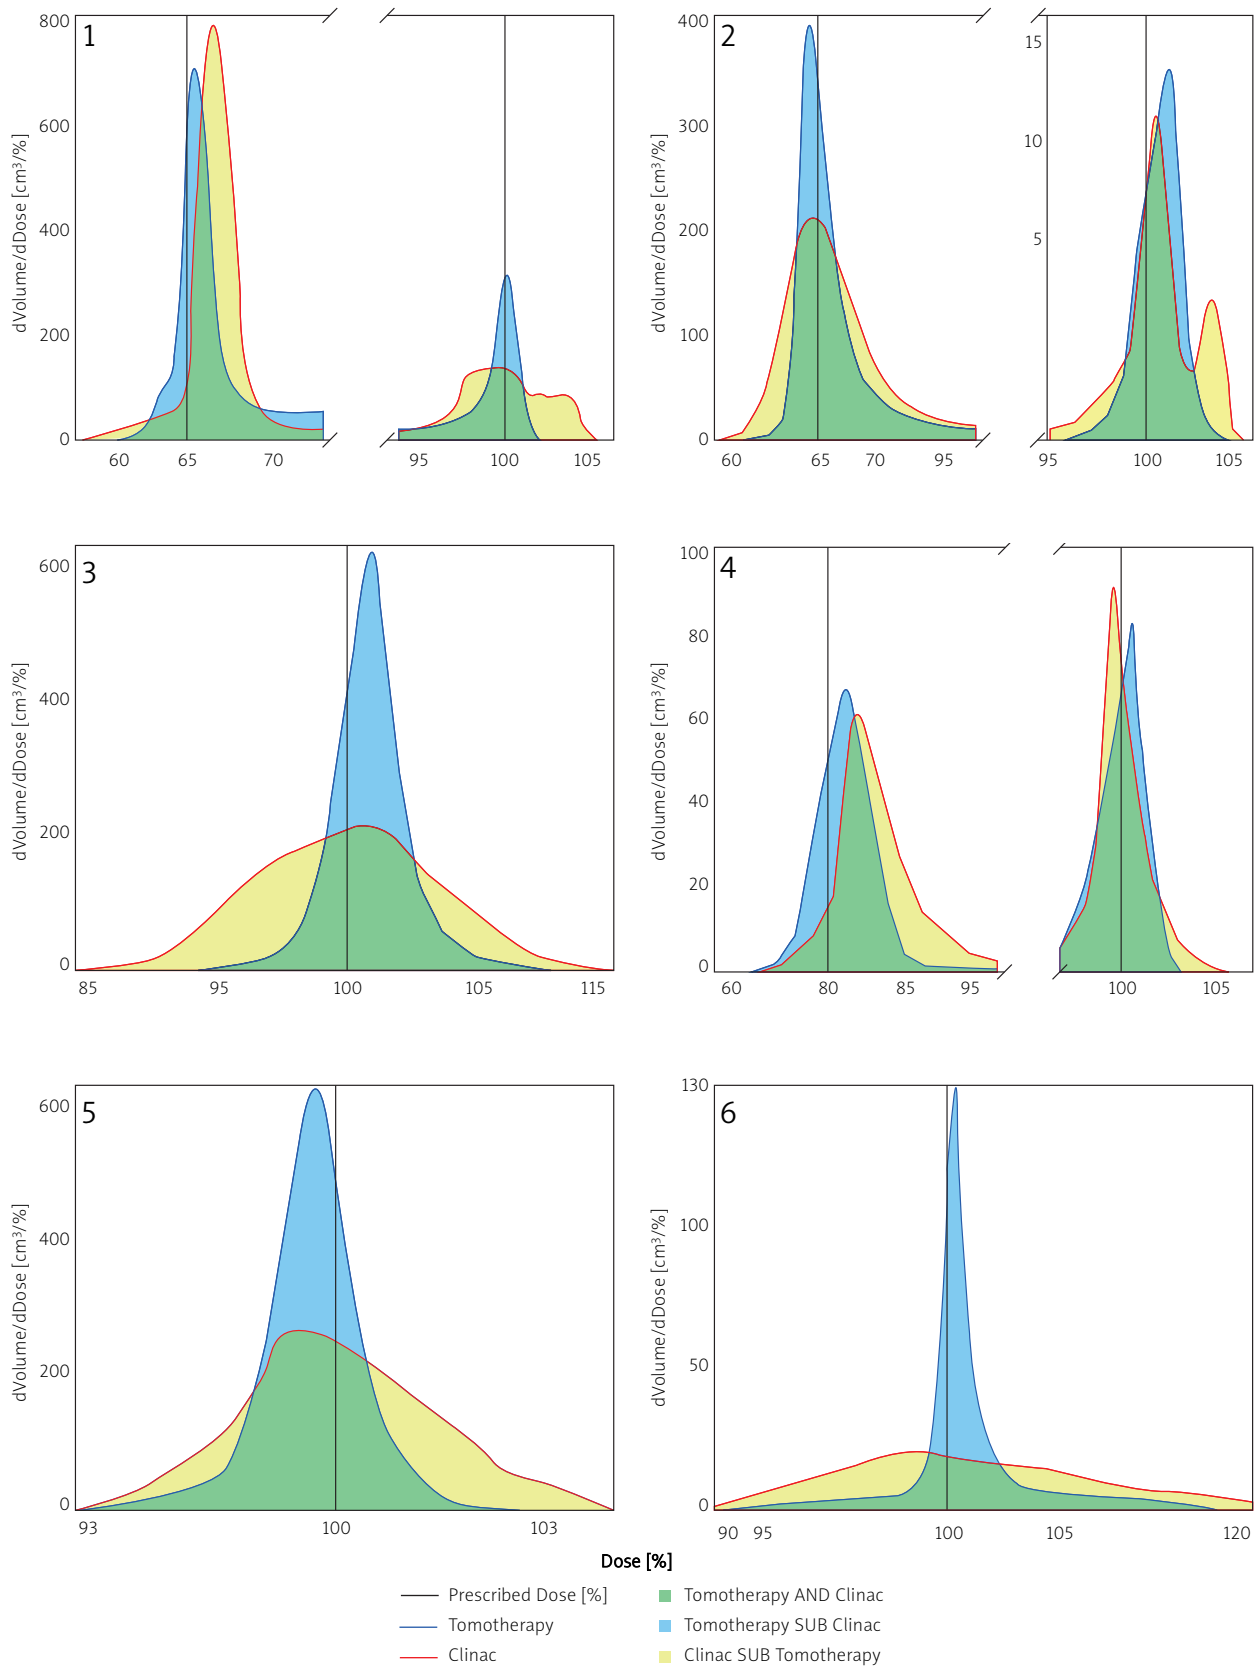 1
800
600
400
200
0
dVolume/dDose [cm³/%]
60 65 70 95 100 105
2
400
300
200
100
0
dVolume/dDose [cm³/%]
60 65 70 95
15
10
5
95 100 105
3
600
400
200
0
dVolume/dDose [cm³/%]
85 95 100 105 115
4
100
80
60
40
20
0
dVolume/dDose [cm³/%]
60 80 85 95 100 105
5
600
400
200
0
dVolume/dDose [cm³/%]
93 100 103
6
130
100
50
0
dVolume/dDose [cm³/%]
90 95 100 105 120
Dose [%]
Prescribed Dose [%]
Tomotherapy
Clinac
Tomotherapy AND Clinac
Tomotherapy SUB Clinac
Clinac SUB Tomotherapy